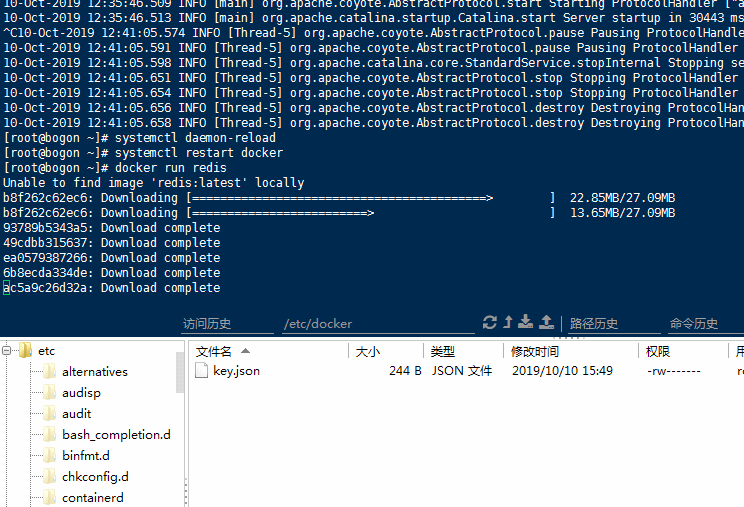 10-Oct-2019 12:35:46.509 INFO [main] org.apache.coyote.AbstractProtocol.start Starting ProtocolHandler ["a
10-Oct-2019 12:35:46.513 INFO [main] org.apache.catalina.startup.Catalina.start Server startup in 30443 ms
^C10-Oct-2019 12:41:05.574 INFO [Thread-5] org.apache.coyote.AbstractProtocol.pause Pausing ProtocolHandler
10-Oct-2019 12:41:05.591 INFO [Thread-5] org.apache.coyote.AbstractProtocol.pause Pausing ProtocolHandler
10-Oct-2019 12:41:05.598 INFO [Thread-5] org.apache.catalina.core.StandardService.stopInternal Stopping se
10-Oct-2019 12:41:05.651 INFO [Thread-5] org.apache.coyote.AbstractProtocol.stop Stopping ProtocolHandler
10-Oct-2019 12:41:05.654 INFO [Thread-5] org.apache.coyote.AbstractProtocol.stop Stopping ProtocolHandler
10-Oct-2019 12:41:05.656 INFO [Thread-5] org.apache.coyote.AbstractProtocol.destroy Destroying ProtocolHan
10-Oct-2019 12:41:05.658 INFO [Thread-5] org.apache.coyote.AbstractProtocol.destroy Destroying ProtocolHan
[root@bogon ~]# systemctl daemon-reload
[root@bogon ~]# systemctl restart docker
[root@bogon ~]# docker run redis
Unable to find image 'redis:latest' locally
b8f262c62ec6: Downloading [==========================================>        ]  22.85MB/27.09MB
b8f262c62ec6: Downloading [=========================>                         ]  13.65MB/27.09MB
93789b5343a5: Download complete
49cdbb315637: Download complete
ea0579387266: Download complete
6b8ecda334de: Download complete
ac5a9c26d32a: Download complete
访问历史 /etc/docker 路径历史 命令历史
etc
alternatives
audisp
audit
bash_completion.d
binfmt.d
chkconfig.d
containerd
文件名 大小 类型 修改时间 权限 用
key.json 244 B JSON 文件 2019/10/10 15:49 -rw------- ro